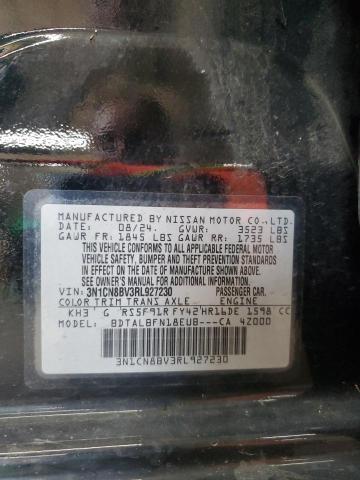 MANUFACTURED BY NISSAN MOTOR CO.,LTD.
DATE: 08/24. GVWR: 3523 LBS
GAWR FR: 1845 LBS GAWR RR: 1735 LBS
THIS VEHICLE CONFORMS TO ALL APPLICABLE FEDERAL MOTOR
VEHICLE SAFETY, BUMPER AND THEFT PREVENTION STANDARDS
IN EFFECT ON THE DATE OF MANUFACTURE SHOWN ABOVE.
SEE OWNER'S MANUAL FOR ADDITIONAL INFORMATION.
VIN: 3N1CN8BV3RL927230 PASSENGER CAR.
COLOR TRIM TRANS AXLE ENGINE
KH3' G 'RS5F91R FY42'HR16DE 1598 CC
MODEL: BDTALBFN18EU8---CA 4Z000
3N1CN8BV3RL927230